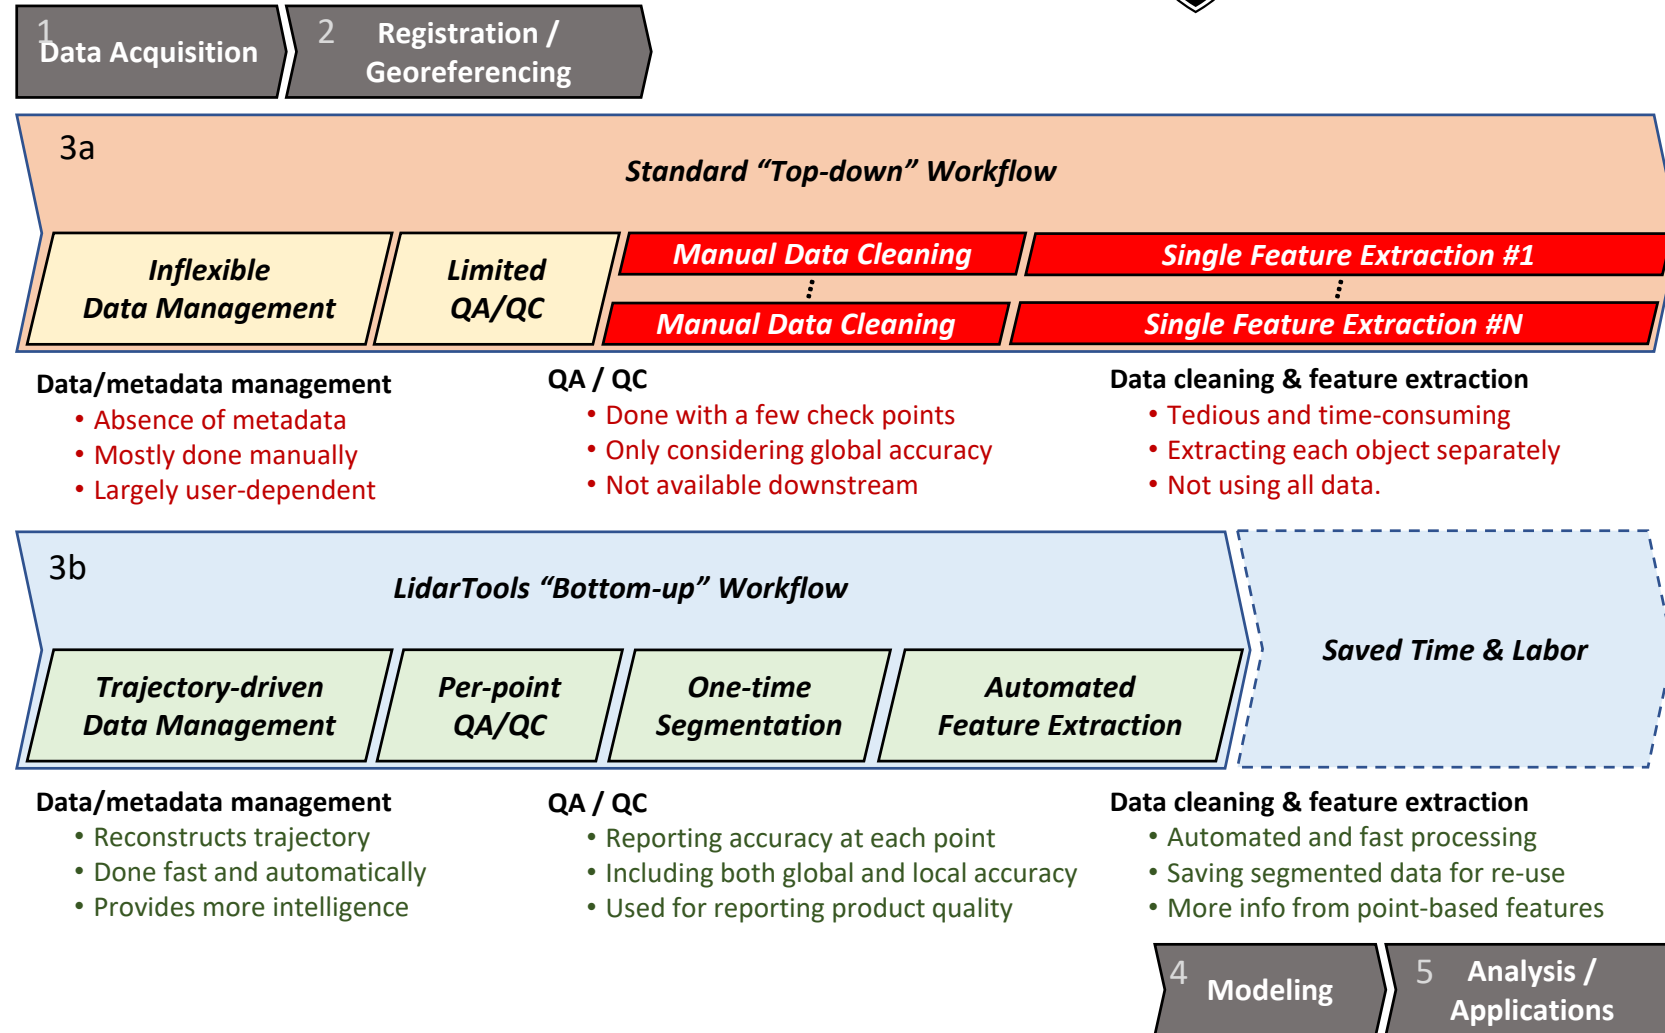 1
Data Acquisition
2
Registration /
Georeferencing
3a
Standard “Top-down” Workflow
Inflexible
Data Management
Limited
QA/QC
Manual Data Cleaning
Manual Data Cleaning
Single Feature Extraction #1
Single Feature Extraction #N
Data/metadata management
• Absence of metadata
• Mostly done manually
• Largely user-dependent
QA / QC
• Done with a few check points
• Only considering global accuracy
• Not available downstream
Data cleaning & feature extraction
• Tedious and time-consuming
• Extracting each object separately
• Not using all data.
3b
LidarTools “Bottom-up” Workflow
Trajectory-driven
Data Management
Per-point
QA/QC
One-time
Segmentation
Automated
Feature Extraction
Saved Time & Labor
Data/metadata management
• Reconstructs trajectory
• Done fast and automatically
• Provides more intelligence
QA / QC
• Reporting accuracy at each point
• Including both global and local accuracy
• Used for reporting product quality
Data cleaning & feature extraction
• Automated and fast processing
• Saving segmented data for re-use
• More info from point-based features
4
Modeling
5
Analysis /
Applications